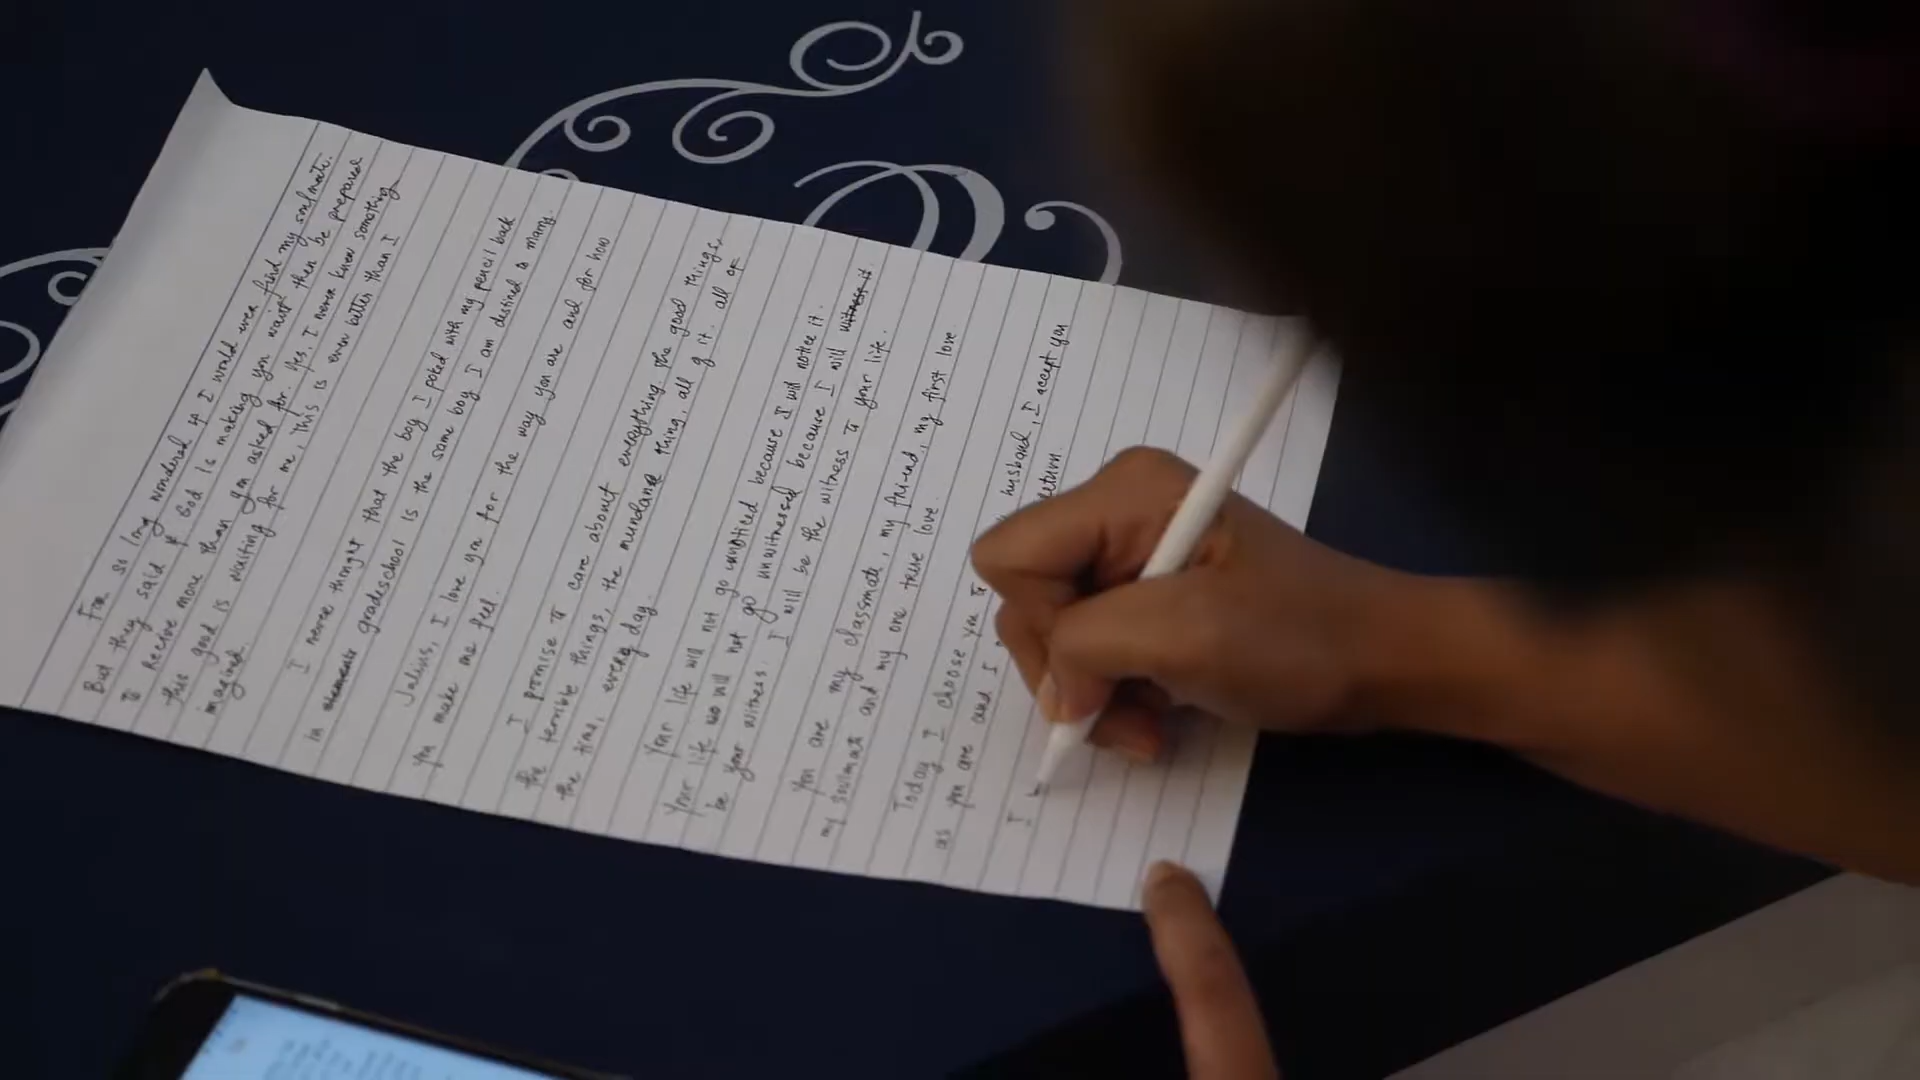 For so long wondered if I would ever find my soulmate.
But they said if God is making you wait then be prepared
to receive more than you asked for. Yes. I never knew something
this good is waiting for me, this is even better than I
imagined.
I never thought that the boy I poked with my pencil back
in gradeschool is the same boy I am destined to marry.
Julius, I love you for the way you are and for how
you make me feel.
I promise to care about everything. The good things,
the terrible things, the mundane thing, all of it. all of
the time, every day.
Your life will not go unnoticed because I will notice it.
Your life will not go unwitnessed because I will witness it
be your witness. I will be the witness to your life.
You are my classmate, my friend, my first love
my soulmate and my one true love.
Today I choose you to husband, I accept you
as you are and I return.
I